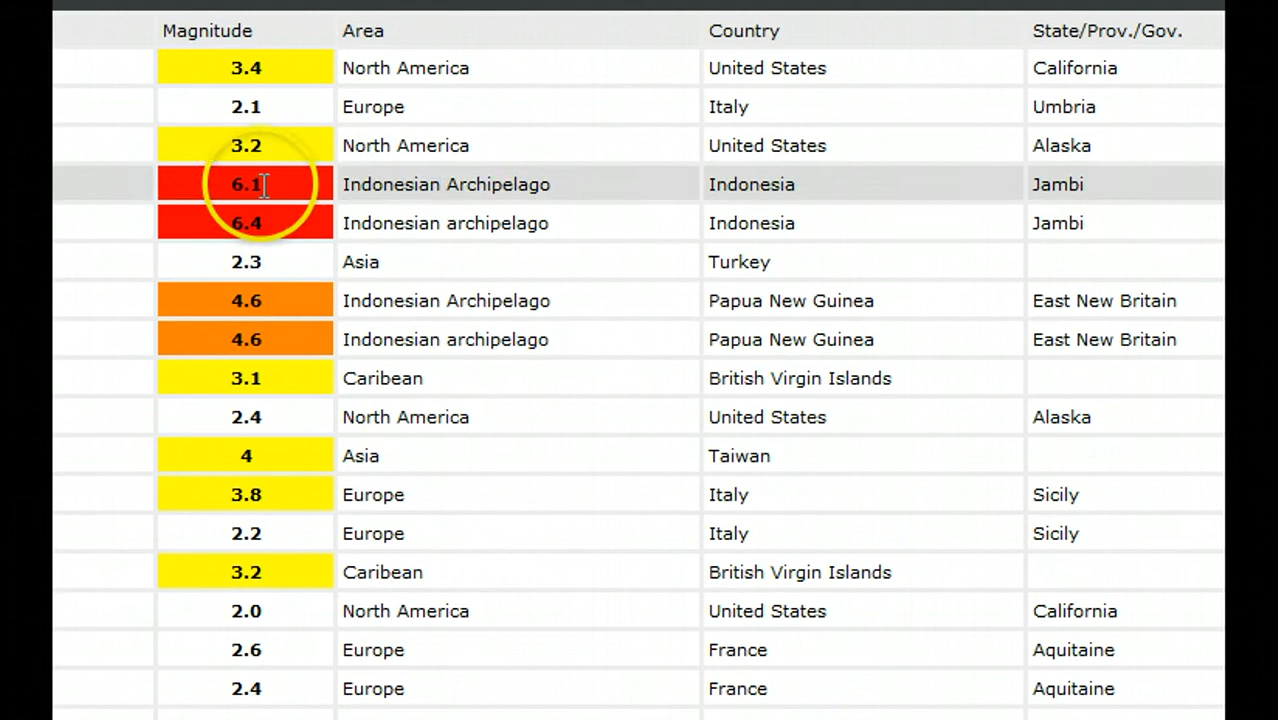 Magnitude Area Country State/Prov./Gov.
3.4 North America United States California
2.1 Europe Italy Umbria
3.2 North America United States Alaska
6.1 Indonesian Archipelago Indonesia Jambi
6.4 Indonesian archipelago Indonesia Jambi
2.3 Asia Turkey
4.6 Indonesian Archipelago Papua New Guinea East New Britain
4.6 Indonesian archipelago Papua New Guinea East New Britain
3.1 Caribean British Virgin Islands
2.4 North America United States Alaska
4 Asia Taiwan
3.8 Europe Italy Sicily
2.2 Europe Italy Sicily
3.2 Caribean British Virgin Islands
2.0 North America United States California
2.6 Europe France Aquitaine
2.4 Europe France Aquitaine